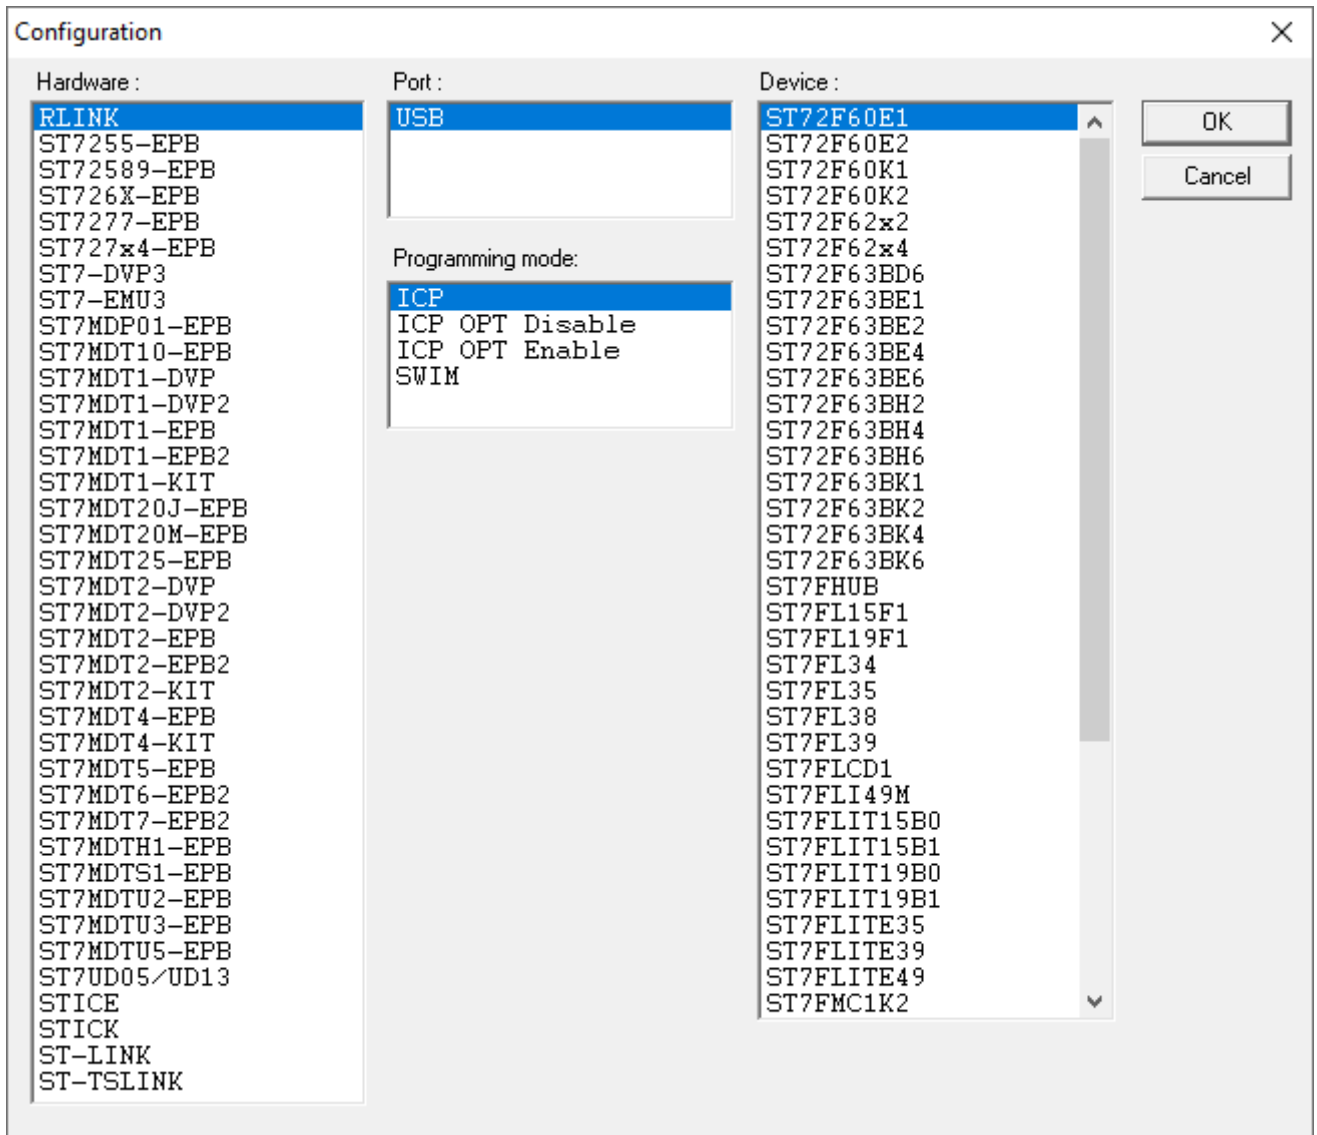 Configuration
Hardware :
RLINK
ST7255-EPB
ST72589-EPB
ST726X-EPB
ST7277-EPB
ST727x4-EPB
ST7-DVP3
ST7-EMU3
ST7MDP01-EPB
ST7MDT10-EPB
ST7MDT1-DVP
ST7MDT1-DVP2
ST7MDT1-EPB
ST7MDT1-EPB2
ST7MDT1-KIT
ST7MDT20J-EPB
ST7MDT20M-EPB
ST7MDT25-EPB
ST7MDT2-DVP
ST7MDT2-DVP2
ST7MDT2-EPB
ST7MDT2-EPB2
ST7MDT2-KIT
ST7MDT4-EPB
ST7MDT4-KIT
ST7MDT5-EPB
ST7MDT6-EPB2
ST7MDT7-EPB2
ST7MDTH1-EPB
ST7MDTS1-EPB
ST7MDTU2-EPB
ST7MDTU3-EPB
ST7MDTU5-EPB
ST7UD05/UD13
STICE
STICK
ST-LINK
ST-TSLINK
Port :
USB
Programming mode:
ICP
ICP OPT Disable
ICP OPT Enable
SWIM
Device :
ST72F60E1
ST72F60E2
ST72F60K1
ST72F60K2
ST72F62x2
ST72F62x4
ST72F63BD6
ST72F63BE1
ST72F63BE2
ST72F63BE4
ST72F63BE6
ST72F63BH2
ST72F63BH4
ST72F63BH6
ST72F63BK1
ST72F63BK2
ST72F63BK4
ST72F63BK6
ST7FHUB
ST7FL15F1
ST7FL19F1
ST7FL34
ST7FL35
ST7FL38
ST7FL39
ST7FLCD1
ST7FLI49M
ST7FLIT15B0
ST7FLIT15B1
ST7FLIT19B0
ST7FLIT19B1
ST7FLITE35
ST7FLITE39
ST7FLITE49
ST7FMC1K2
OK
Cancel